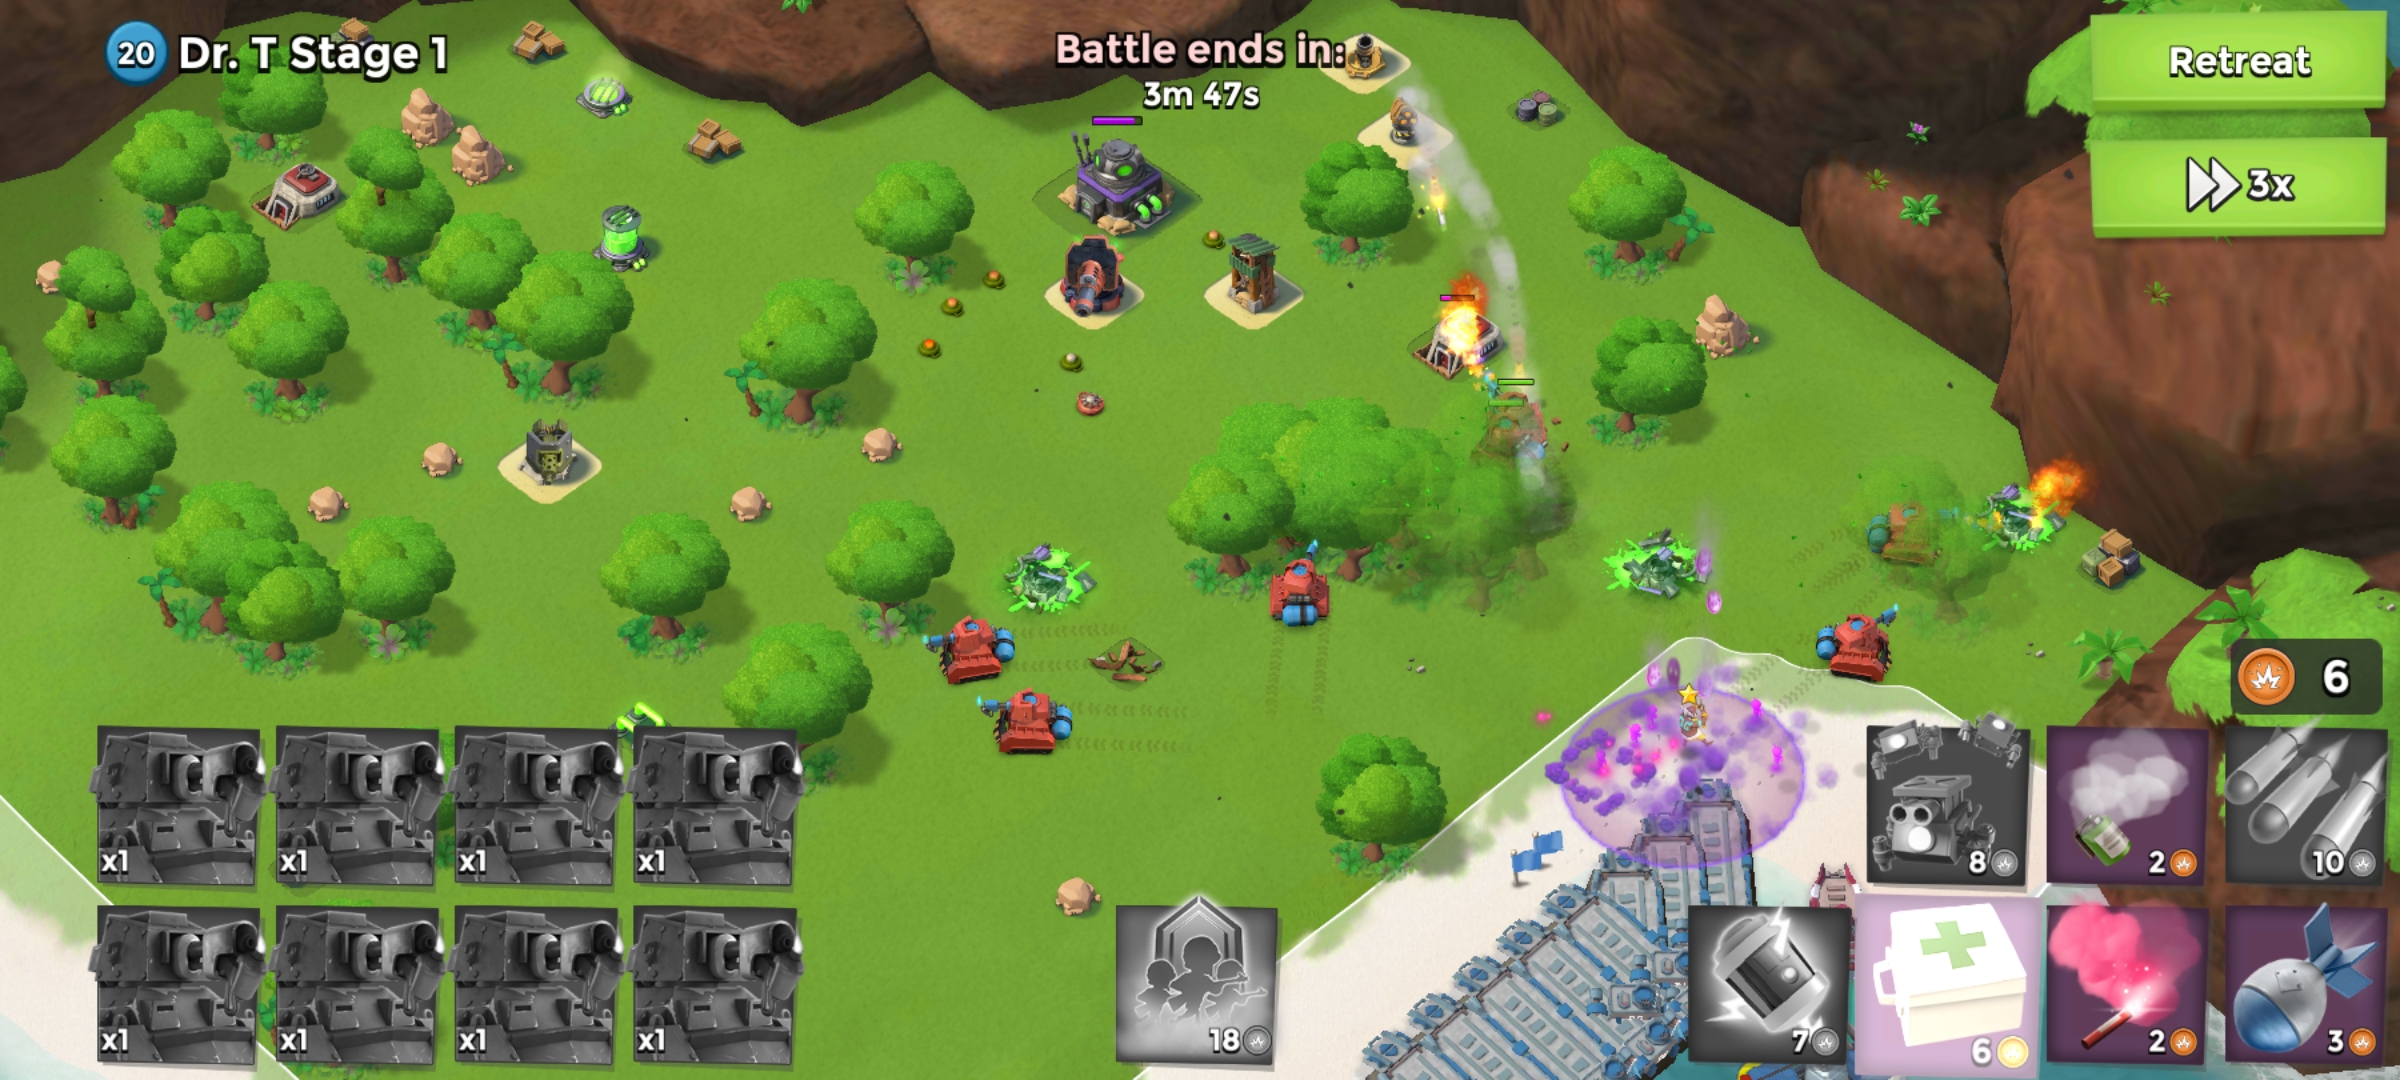 20 Dr. T Stage 1
Battle ends in:
3m 47s
Retreat
3x
6
x1 x1 x1 x1
8 2 10
x1 x1 x1 x1
18 7 6 2 3